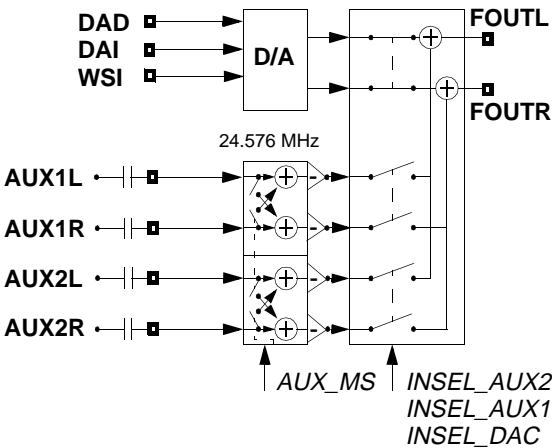 DAD
DAI
WSI
D/A
FOUTL
FOUTR
24.576 MHz
AUX1L
AUX1R
AUX2L
AUX2R
AUX_MS
INSEL_AUX2
INSEL_AUX1
INSEL_DAC